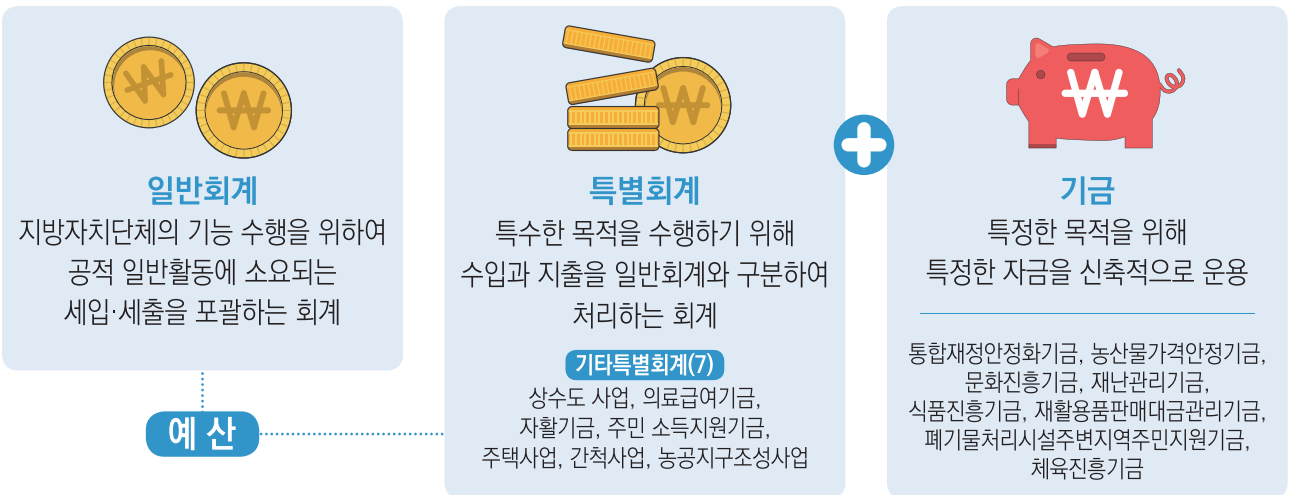 일반회계
지방자치단체의 기능 수행을 위하여
공적 일반활동에 소요되는
세입·세출을 포괄하는 회계
예산
특별회계
특수한 목적을 수행하기 위해
수입과 지출을 일반회계와 구분하여
처리하는 회계
기타특별회계(7)
상수도 사업, 의료급여기금,
자활기금, 주민 소득지원기금,
주택사업, 간척사업, 농공지구조성사업
기금
특정한 목적을 위해
특정한 자금을 신축적으로 운용
통합재정안정화기금, 농산물가격안정기금,
문화진흥기금, 재난관리기금,
식품진흥기금, 재활용품판매대금관리기금,
폐기물처리시설주변지역주민지원기금,
체육진흥기금